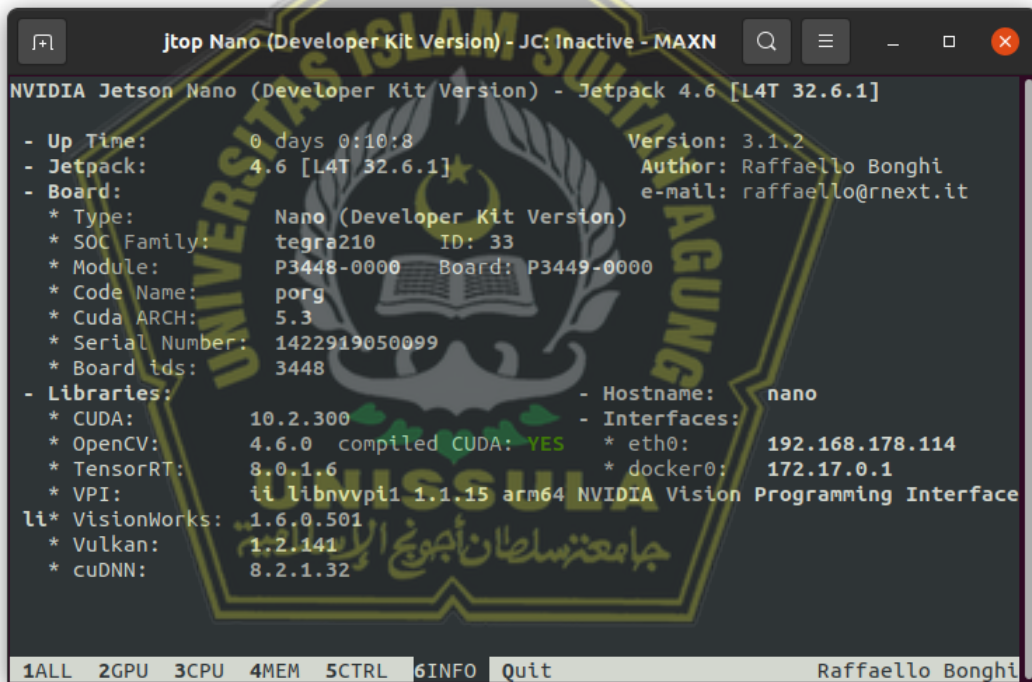 jtop Nano (Developer Kit Version) - JC: Inactive - MAXN
NVIDIA Jetson Nano (Developer Kit Version) - Jetpack 4.6 [L4T 32.6.1]
- Up Time: 0 days 0:10:8 Version: 3.1.2
- Jetpack: 4.6 [L4T 32.6.1] Author: Raffaello Bonghi
- Board: e-mail: raffaello@rnext.it
* Type: Nano (Developer Kit Version)
* SOC Family: tegra210 ID: 33
* Module: P3448-0000 Board: P3449-0000
* Code Name: porg
* Cuda ARCH: 5.3
* Serial Number: 1422919050099
* Board ids: 3448
- Libraries: - Hostname: nano
* CUDA: 10.2.300 - Interfaces:
* OpenCV: 4.6.0 compiled CUDA: YES * eth0: 192.168.178.114
* TensorRT: 8.0.1.6 * docker0: 172.17.0.1
* VPI: ii libnvvpi1 1.1.15 arm64 NVIDIA Vision Programming Interface
li* VisionWorks: 1.6.0.501
* Vulkan: 1.2.141
* cuDNN: 8.2.1.32
1ALL 2GPU 3CPU 4MEM 5CTRL 6INFO Quit Raffaello Bonghi
UNIVERSITAS ISLAM SULTAN AGUNG
UNISSULA
جامعة سلطان أجونج الإسلامية